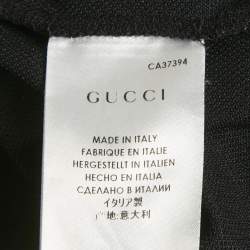 CA37394
GUCCI
MADE IN ITALY
FABRIQUE EN ITALIE
HERGESTELLT IN ITALIEN
HECHO EN ITALIA
СДЕЛАНО В ИТАЛИИ
イタリア製
产地:意大利